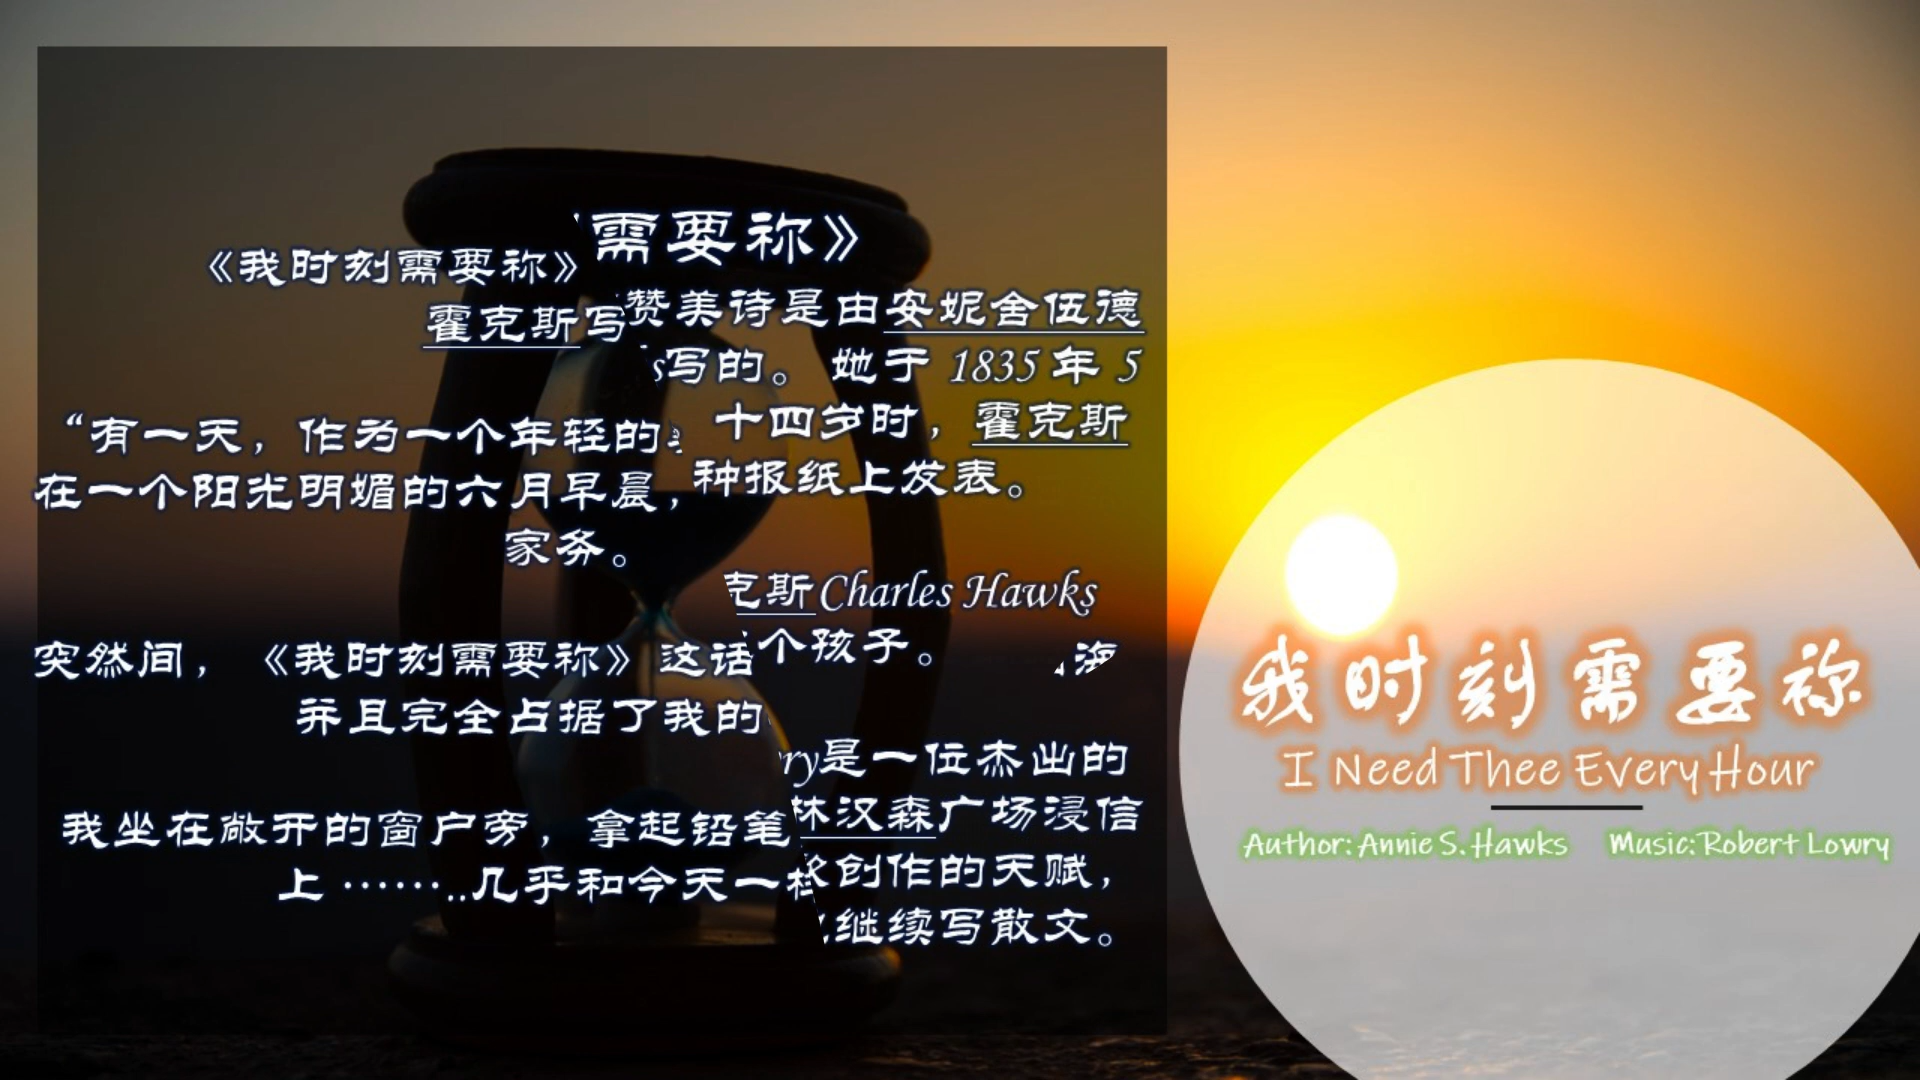 需要祢》
赞美诗是由安妮舍伍德
写的。她于 1835 年 5
十四岁时，霍克斯
种报纸上发表。
克斯Charles Hawks
个孩子。
海
ry是一位杰出的
林汉森广场浸信
创作的天赋，
继续写散文。
《我时刻需要祢》
霍克斯写
“有一天，作为一个年轻的
在一个阳光明媚的六月早晨，
家务。
突然间，《我时刻需要祢》这话
并且完全占据了我的
我坐在敞开的窗户旁，拿起铅笔
上 ……..几乎和今天一
我时刻需要祢
I Need Thee Every Hour
Author: Annie S. Hawks Music: Robert Lowry